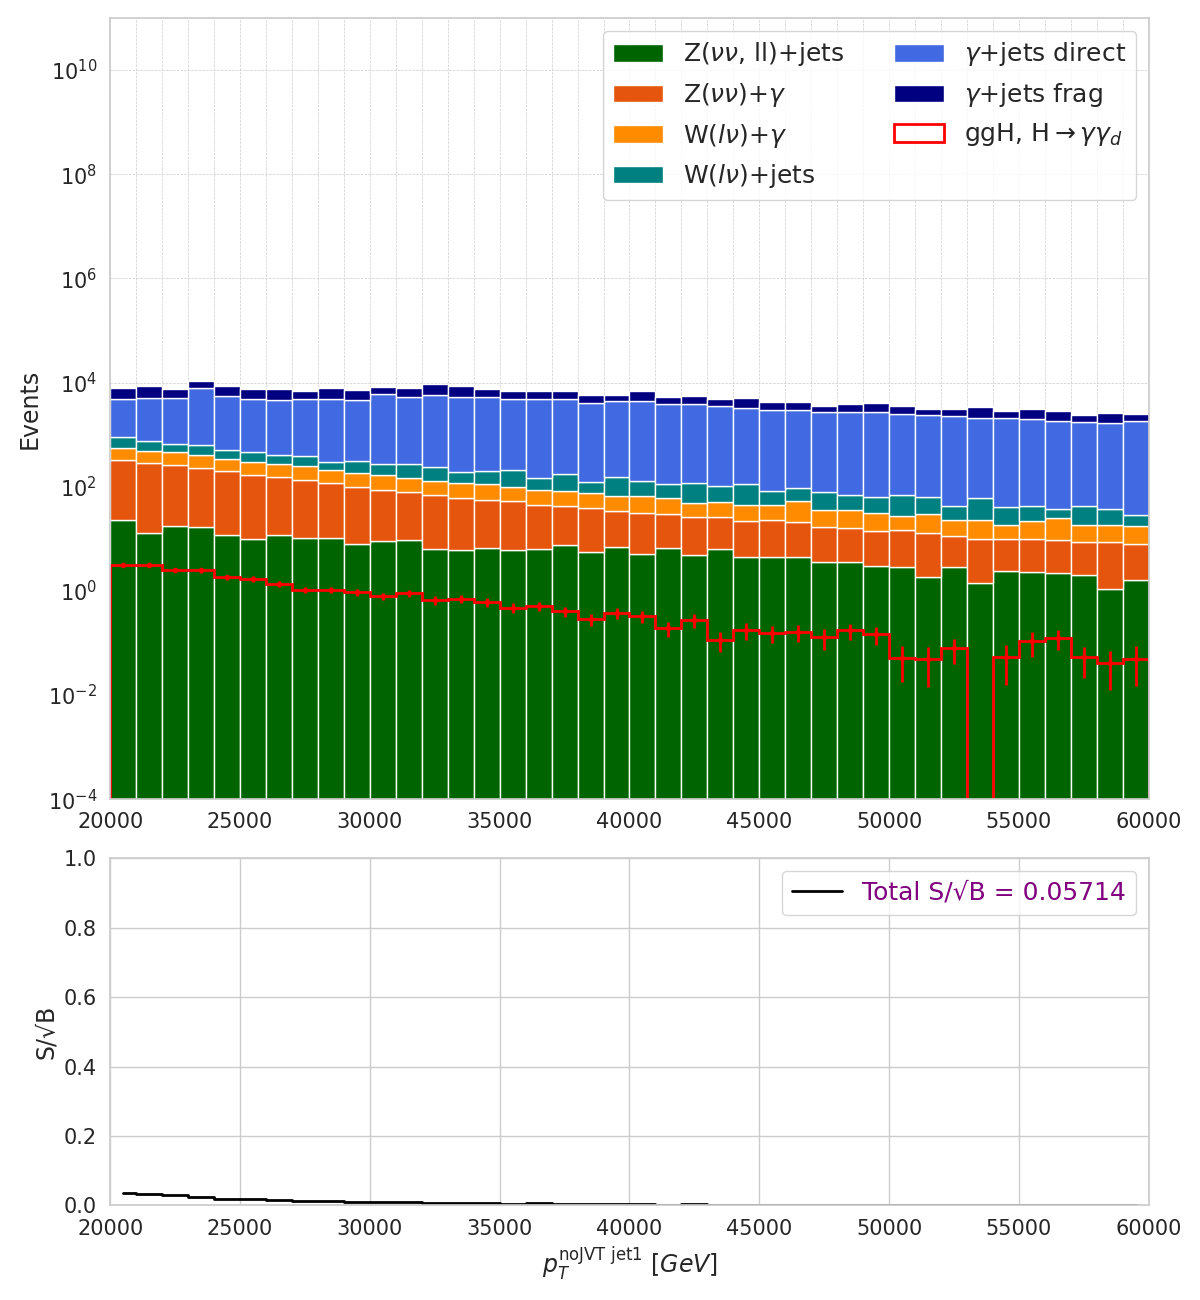 Events
10^10
10^8
10^6
10^4
10^2
10^0
10^−2
10^−4
Z(νν, ll)+jets
Z(νν)+γ
W(lν)+γ
W(lν)+jets
γ+jets direct
γ+jets frag
ggH, H→γγ_d
20000 25000 30000 35000 40000 45000 50000 55000 60000
S/√B
1.0
0.8
0.6
0.4
0.2
0.0
Total S/√B = 0.05714
20000 25000 30000 35000 40000 45000 50000 55000 60000
p_T^noJVT jet1 [GeV]